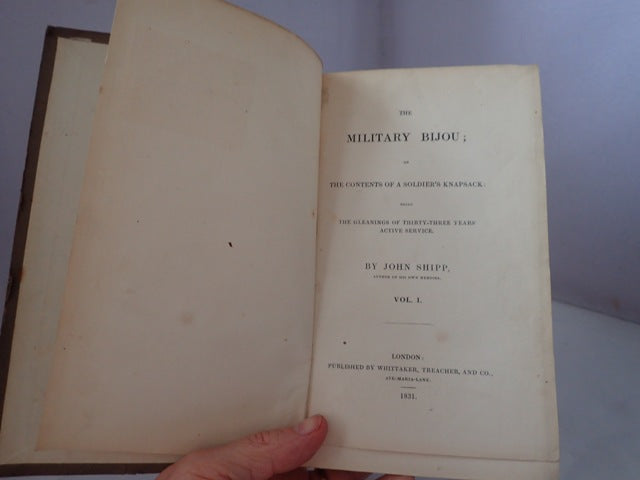 THE
MILITARY BIJOU;
OR
THE CONTENTS OF A SOLDIER'S KNAPSACK:
BEING
THE GLEANINGS OF THIRTY-THREE YEARS'
ACTIVE SERVICE.
BY JOHN SHIPP,
AUTHOR OF HIS OWN MEMOIRS.
VOL. I.
LONDON:
PUBLISHED BY WHITTAKER, TREACHER, AND CO.,
AVE-MARIA-LANE.
1831.